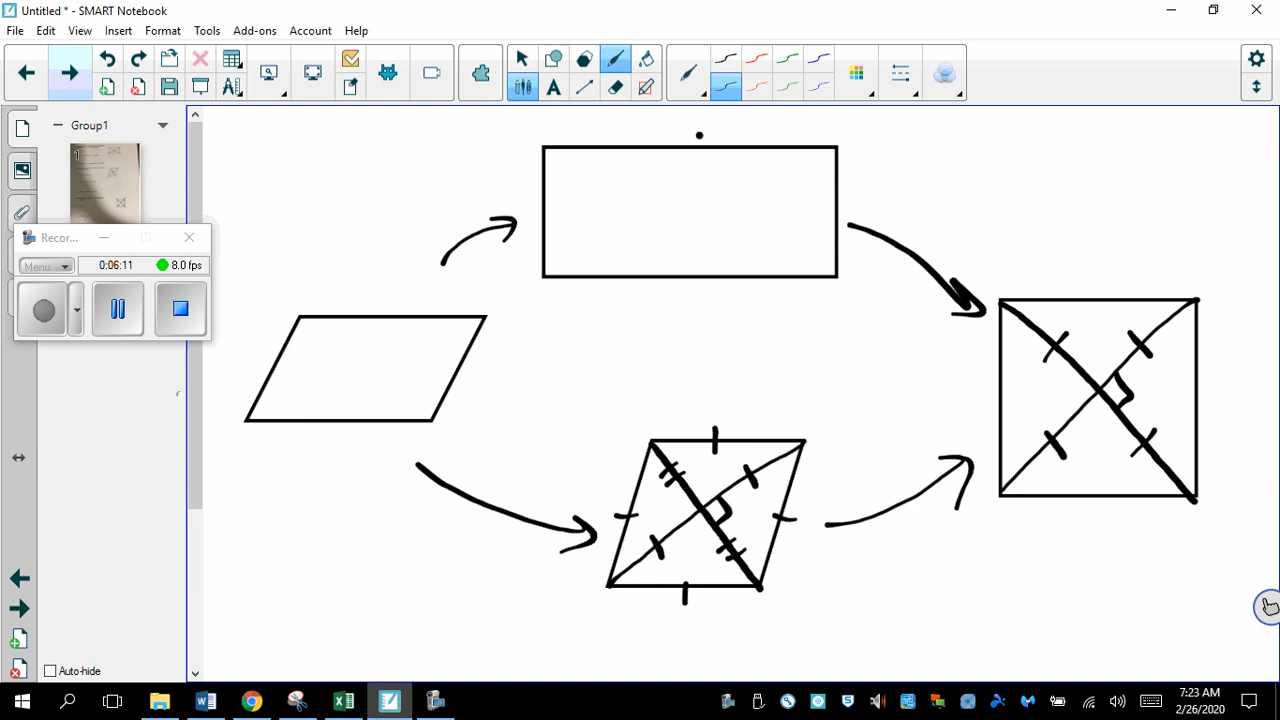 Untitled * - SMART Notebook
File Edit View Insert Format Tools Add-ons Account Help
Group1
1
Recor...
Menu 0:06:11 8.0 fps
Auto-hide
7:23 AM
2/26/2020